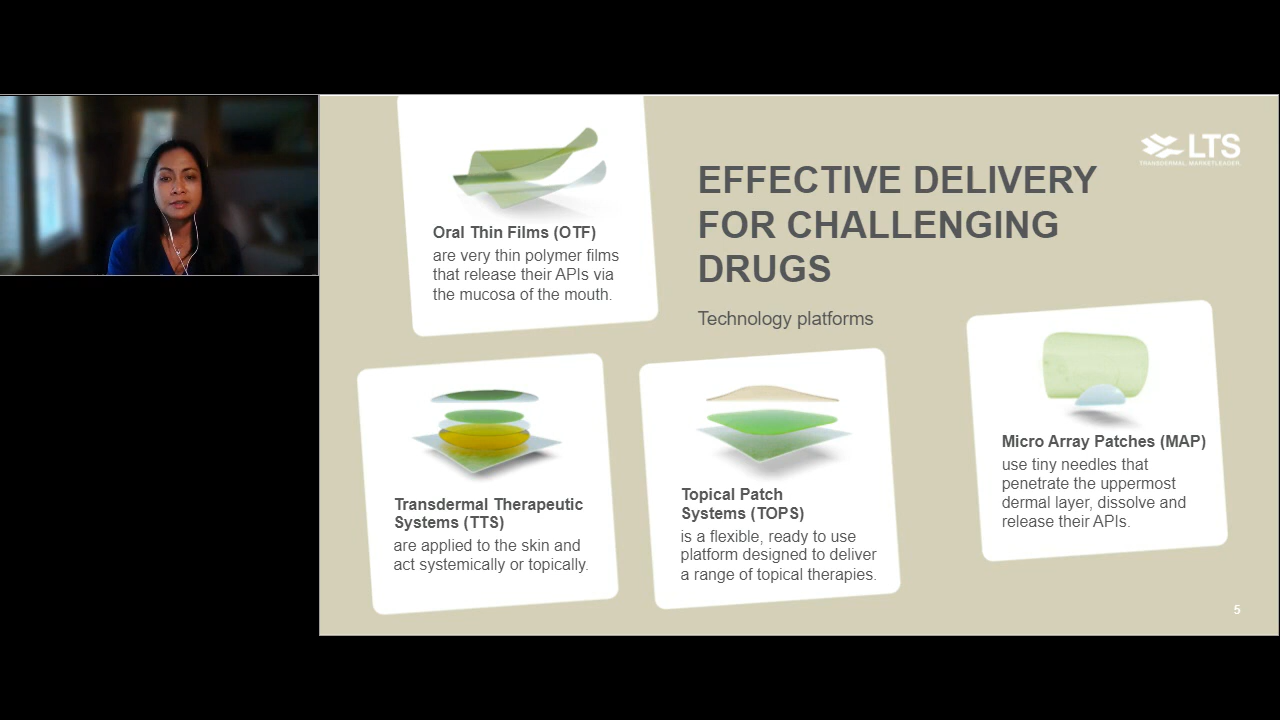 LTS
TRANSDERMAL. MARKETLEADER.
EFFECTIVE DELIVERY
FOR CHALLENGING
DRUGS
Technology platforms
Oral Thin Films (OTF)
are very thin polymer films
that release their APIs via
the mucosa of the mouth.
Transdermal Therapeutic
Systems (TTS)
are applied to the skin and
act systemically or topically.
Topical Patch
Systems (TOPS)
is a flexible, ready to use
platform designed to deliver
a range of topical therapies.
Micro Array Patches (MAP)
use tiny needles that
penetrate the uppermost
dermal layer, dissolve and
release their APIs.
5